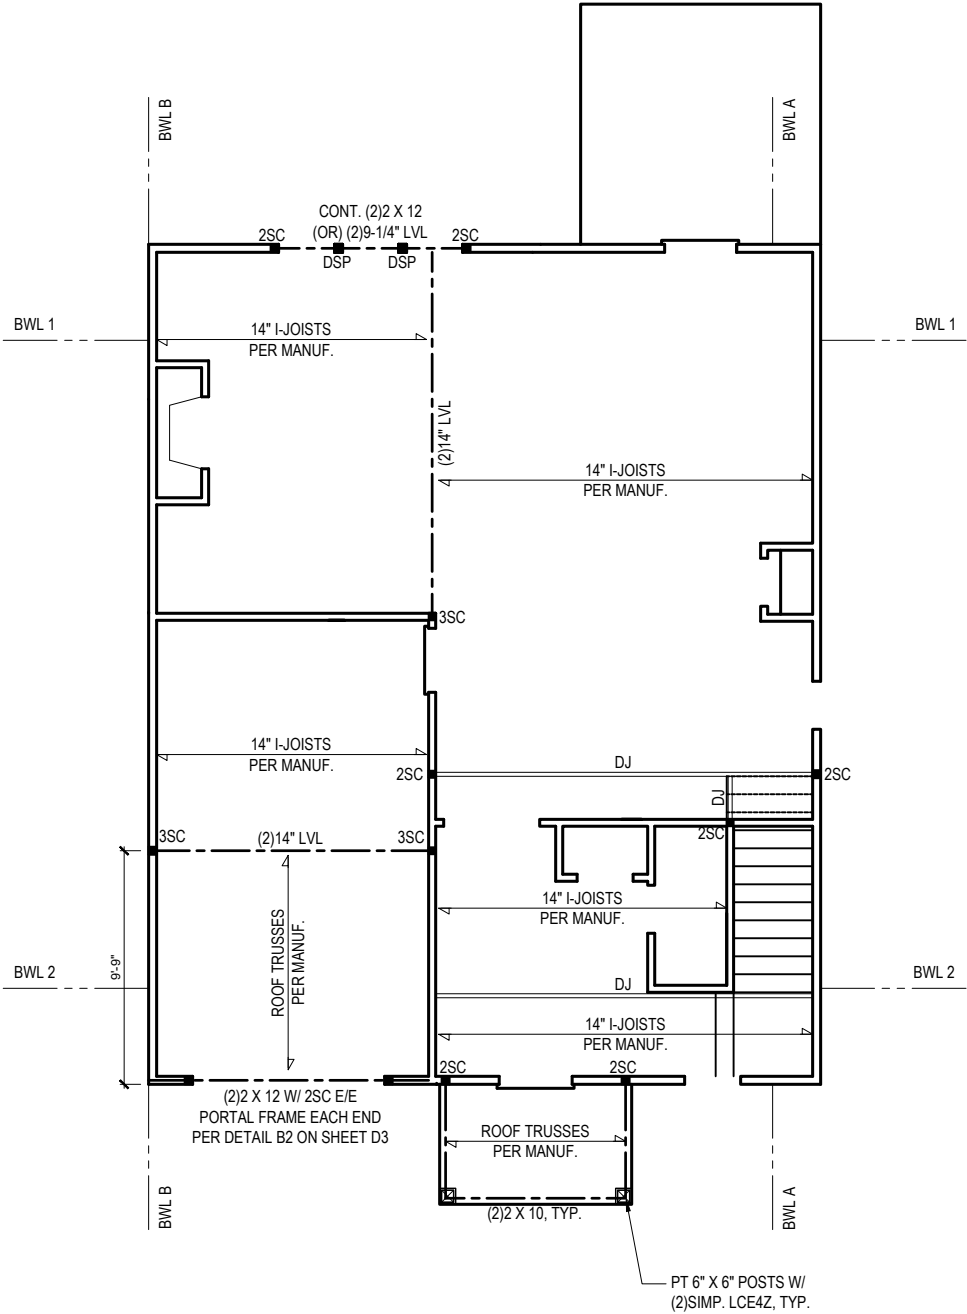 BWL B
BWL A
CONT. (2)2 X 12
(OR) (2)9-1/4" LVL
2SC
2SC
DSP
DSP
BWL 1
BWL 1
14" I-JOISTS
PER MANUF.
(2)14" LVL
14" I-JOISTS
PER MANUF.
3SC
14" I-JOISTS
PER MANUF.
DJ
2SC
2SC
DJ
3SC
(2)14" LVL
3SC
2SC
14" I-JOISTS
PER MANUF.
ROOF TRUSSES
PER MANUF.
9'-9"
BWL 2
BWL 2
DJ
14" I-JOISTS
PER MANUF.
2SC
2SC
(2)2 X 12 W/ 2SC E/E
PORTAL FRAME EACH END
PER DETAIL B2 ON SHEET D3
ROOF TRUSSES
PER MANUF.
BWL B
BWL A
(2)2 X 10, TYP.
PT 6" X 6" POSTS W/
(2)SIMP. LCE4Z, TYP.